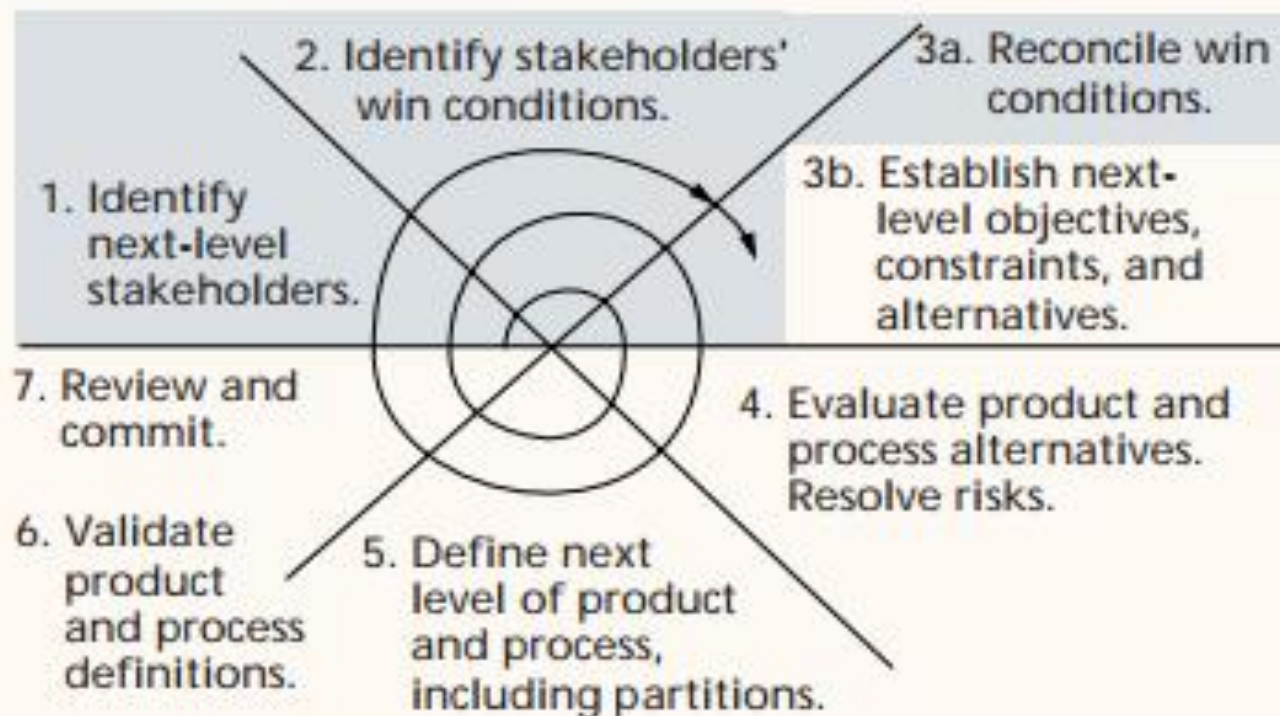 2. Identify stakeholders'
win conditions.
3a. Reconcile win
conditions.
3b. Establish next-
level objectives,
constraints, and
alternatives.
1. Identify
next-level
stakeholders.
7. Review and
commit.
4. Evaluate product and
process alternatives.
Resolve risks.
6. Validate
product
and process
definitions.
5. Define next
level of product
and process,
including partitions.